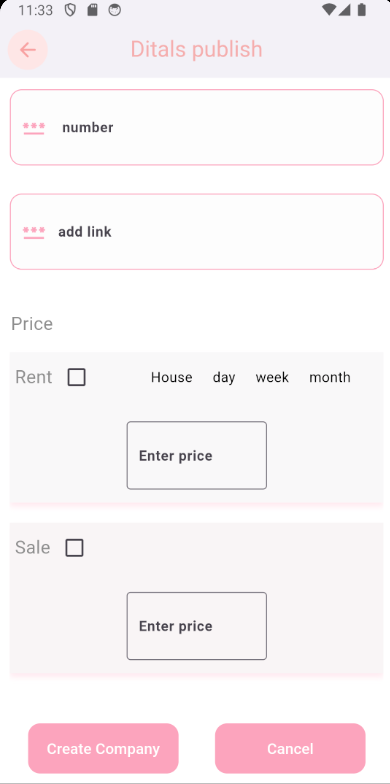 11:33
Ditals publish
number
add link
Price
Rent House day week month
Enter price
Sale
Enter price
Create Company Cancel